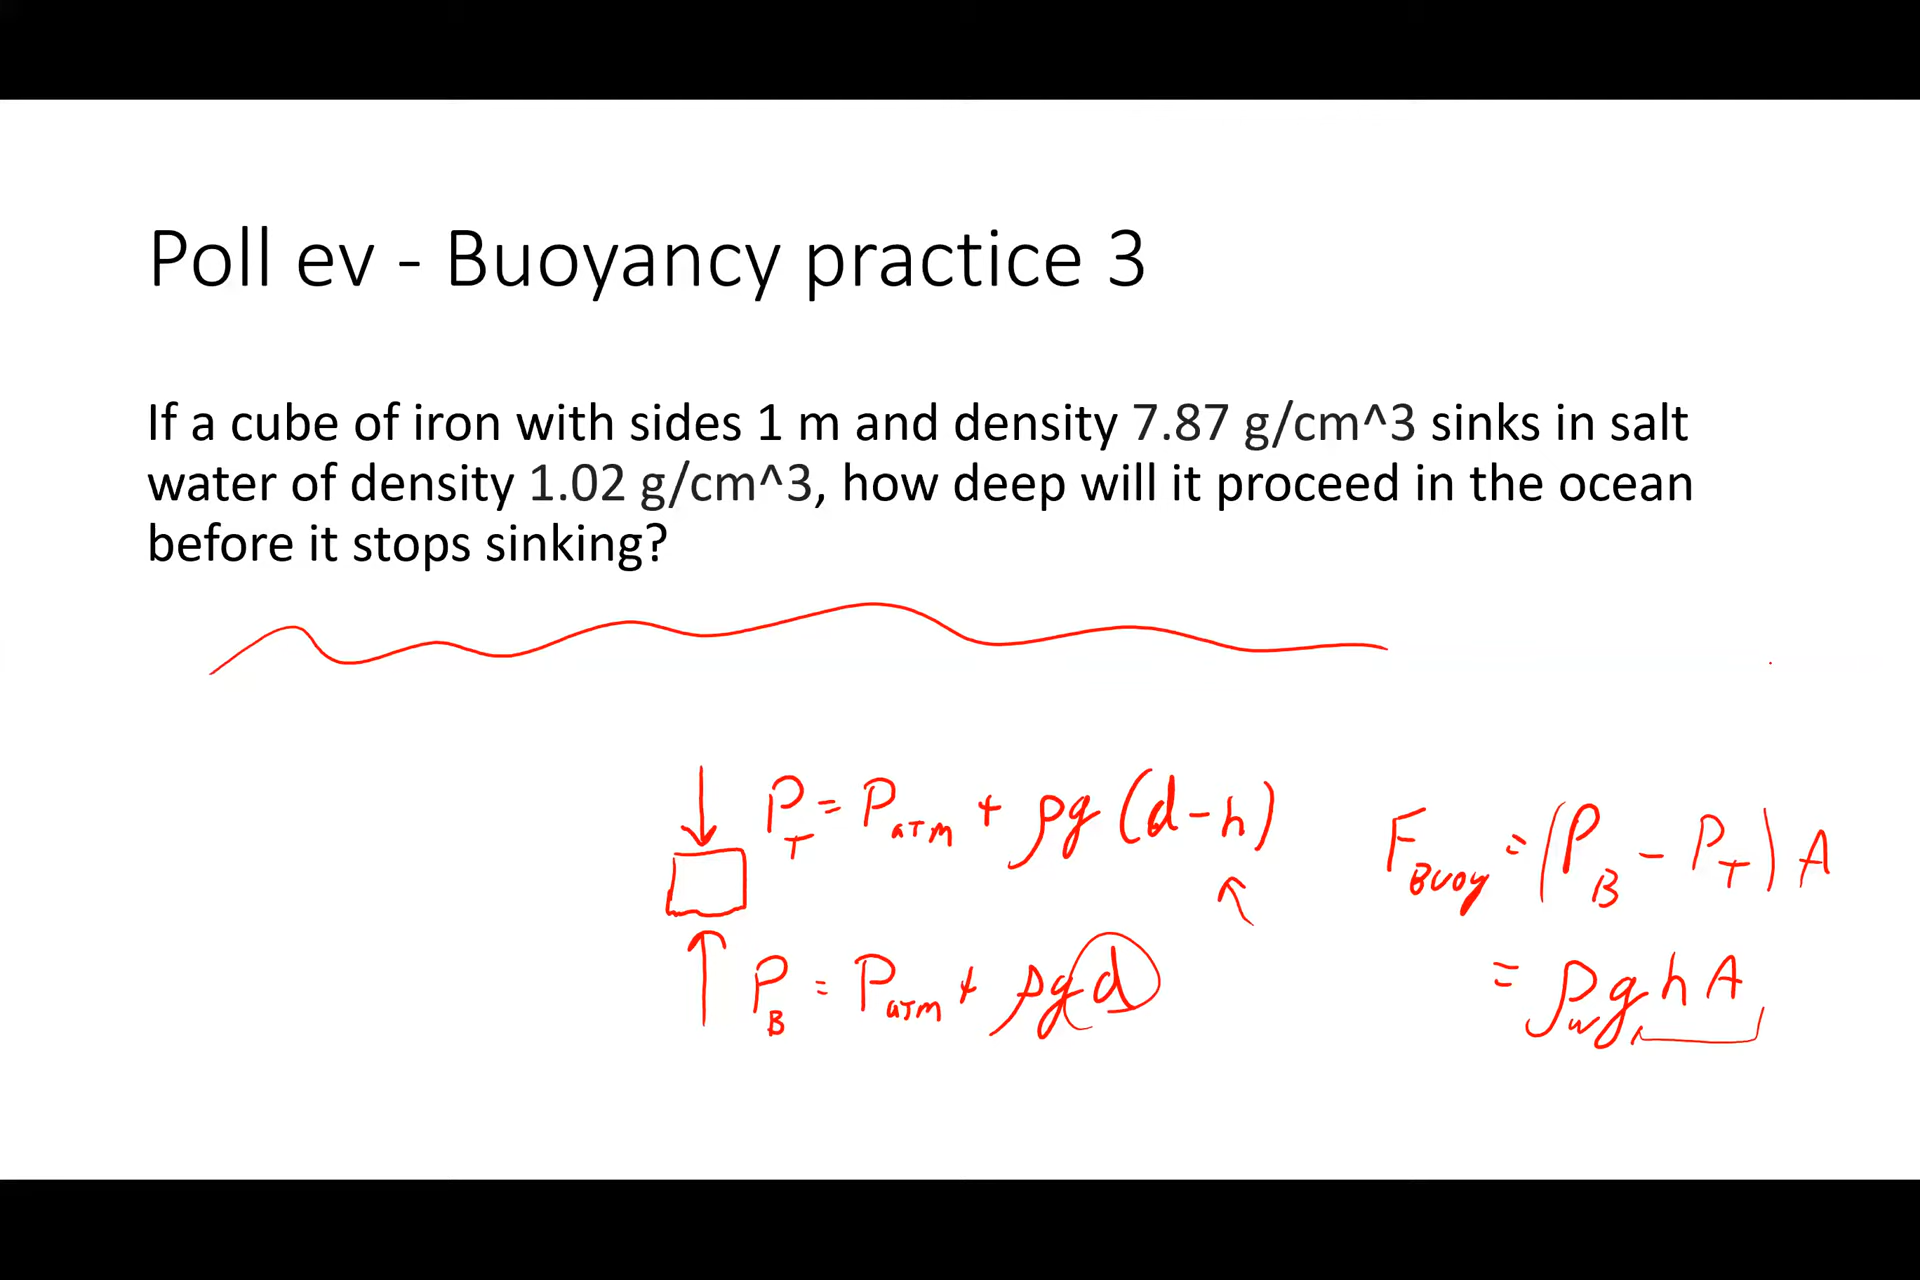 Poll ev - Buoyancy practice 3
If a cube of iron with sides 1 m and density 7.87 g/cm^3 sinks in salt
water of density 1.02 g/cm^3, how deep will it proceed in the ocean
before it stops sinking?
P_T = P_atm + ρg (d-h)
F_Buoy = (P_B - P_T) A
P_B = P_atm + ρgd
= ρ_w g h A